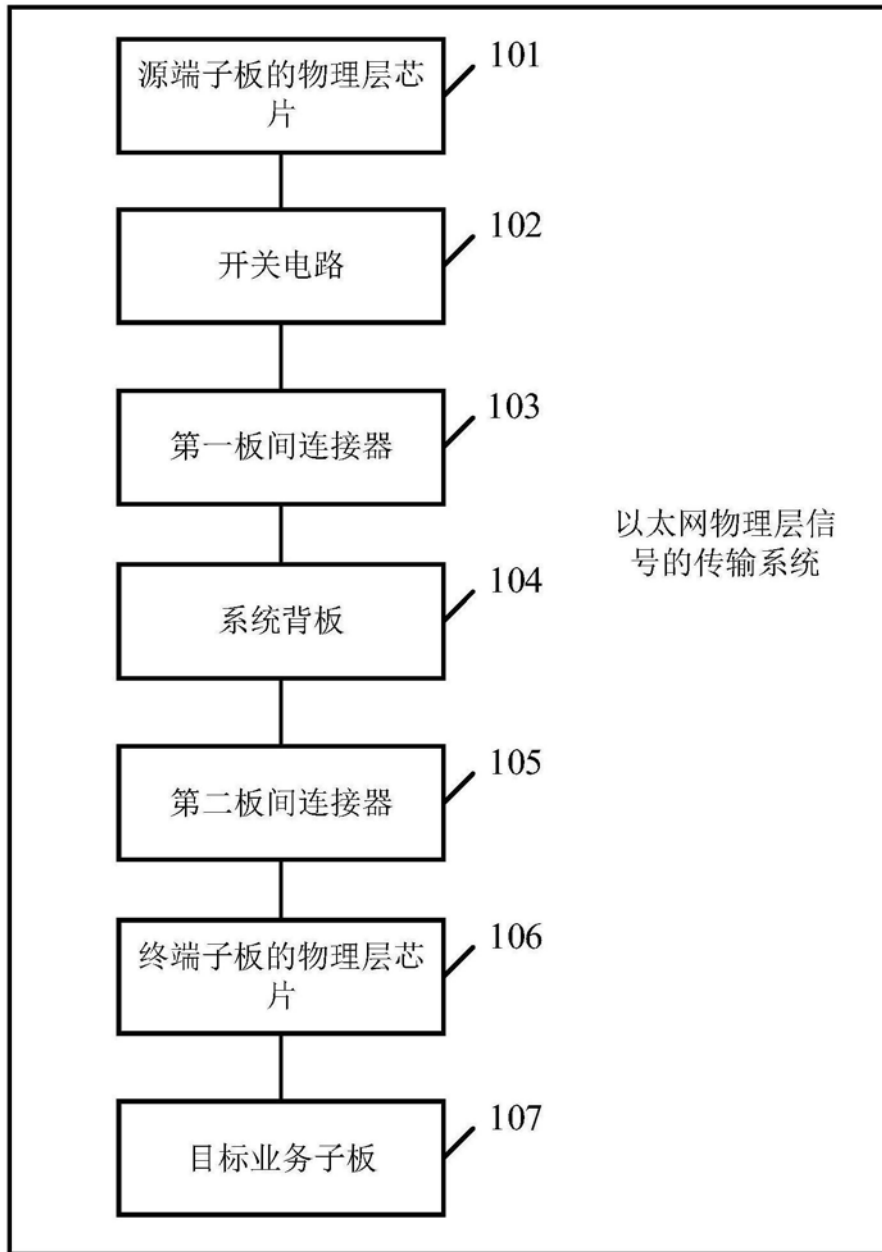 源端子板的物理层芯
片
101
开关电路
102
第一板间连接器
103
以太网物理层信
号的传输系统
系统背板
104
第二板间连接器
105
终端子板的物理层芯
片
106
目标业务子板
107